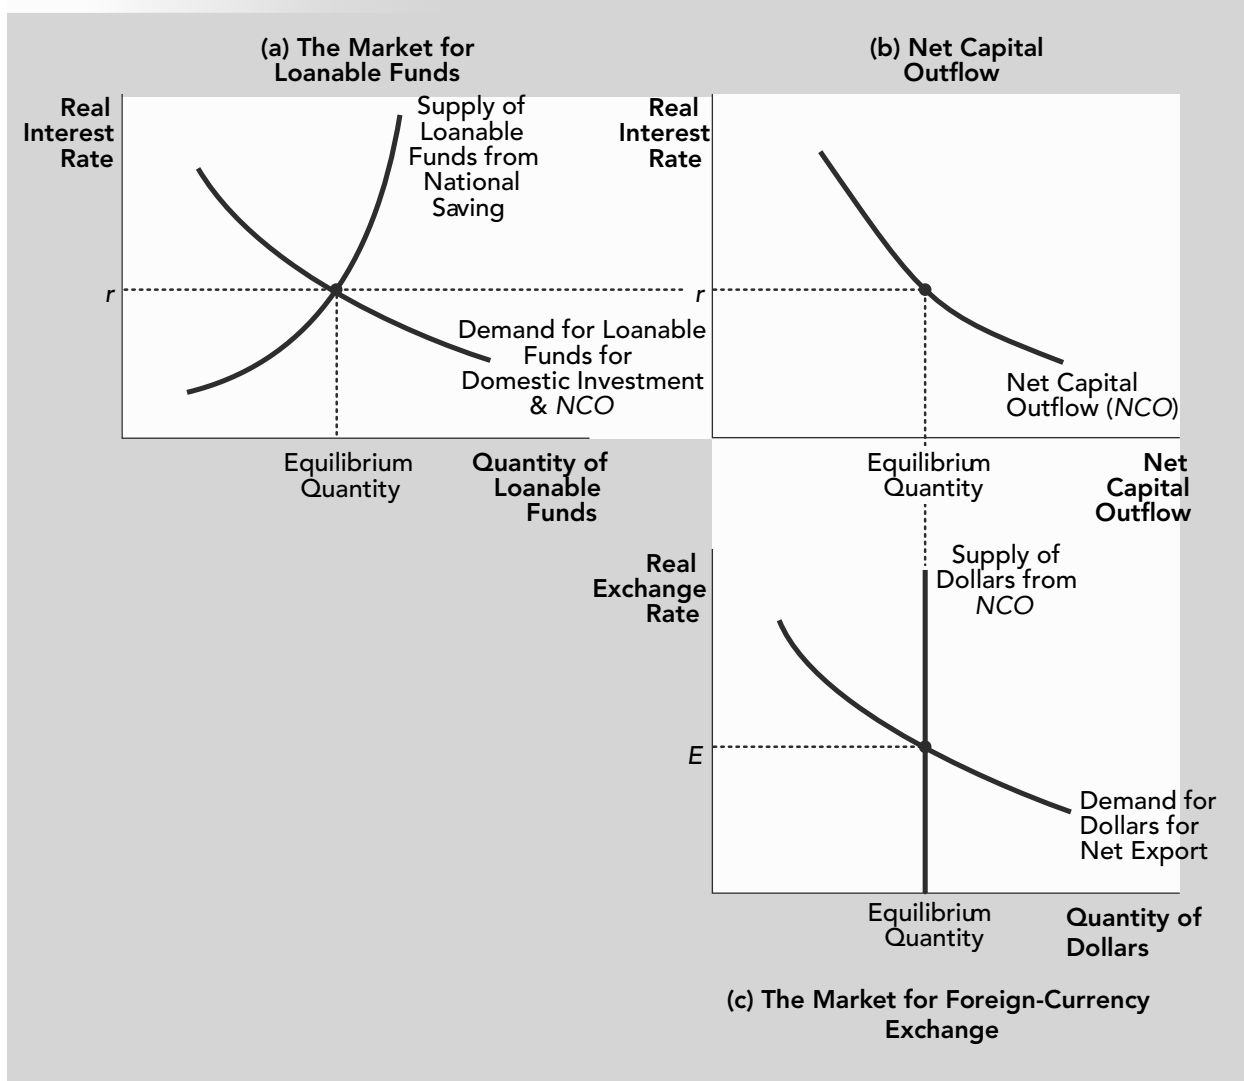 (a) The Market for
Loanable Funds
Real
Interest
Rate
Supply of
Loanable
Funds from
National
Saving
r
Demand for Loanable
Funds for
Domestic Investment
& NCO
Equilibrium
Quantity
Quantity of
Loanable
Funds
(b) Net Capital
Outflow
Real
Interest
Rate
r
Net Capital
Outflow (NCO)
Equilibrium
Quantity
Net
Capital
Outflow
Real
Exchange
Rate
Supply of
Dollars from
NCO
E
Demand for
Dollars for
Net Export
Equilibrium
Quantity
Quantity of
Dollars
(c) The Market for Foreign-Currency
Exchange